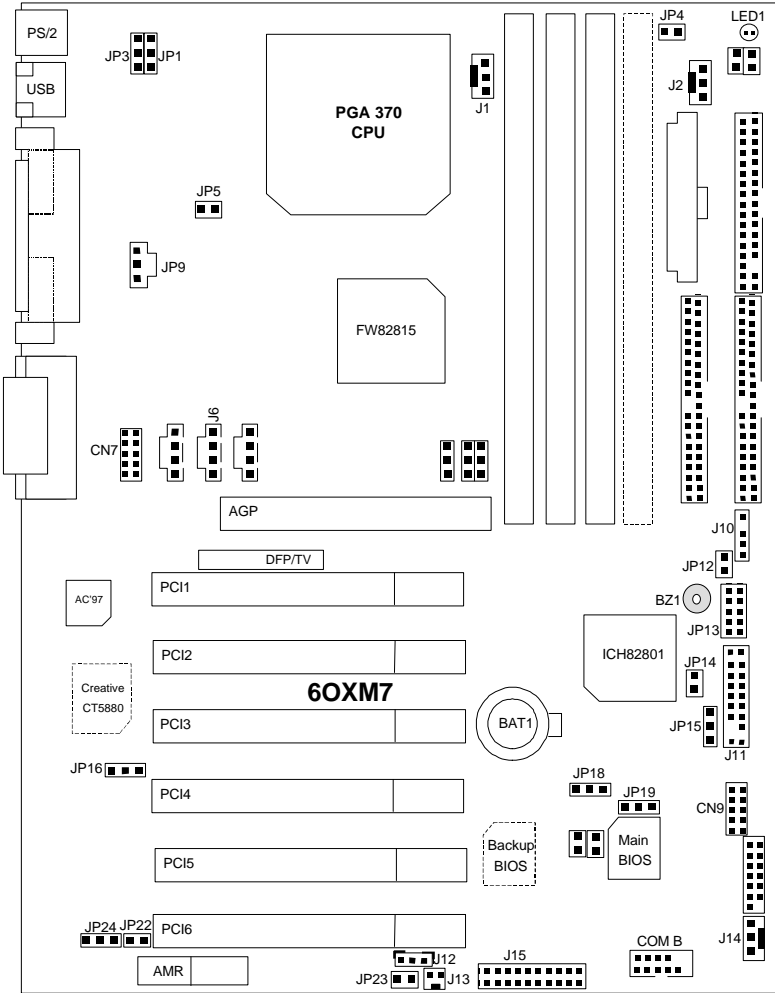 JP4
LED1
PS/2
JP3 JP1
USB
J1
J2
PGA 370
CPU
JP5
JP9
FW82815
J6
CN7
AGP
J10
DFP/TV
JP12
PCI1
AC'97
BZ1
JP13
PCI2
ICH82801
JP14
Creative
CT5880
6OXM7
PCI3
BAT1
JP15
J11
JP16
JP18
PCI4
JP19
CN9
Backup
BIOS
Main
BIOS
PCI5
JP24 JP22
PCI6
J14
COM B
J12
J15
AMR
JP23
J13